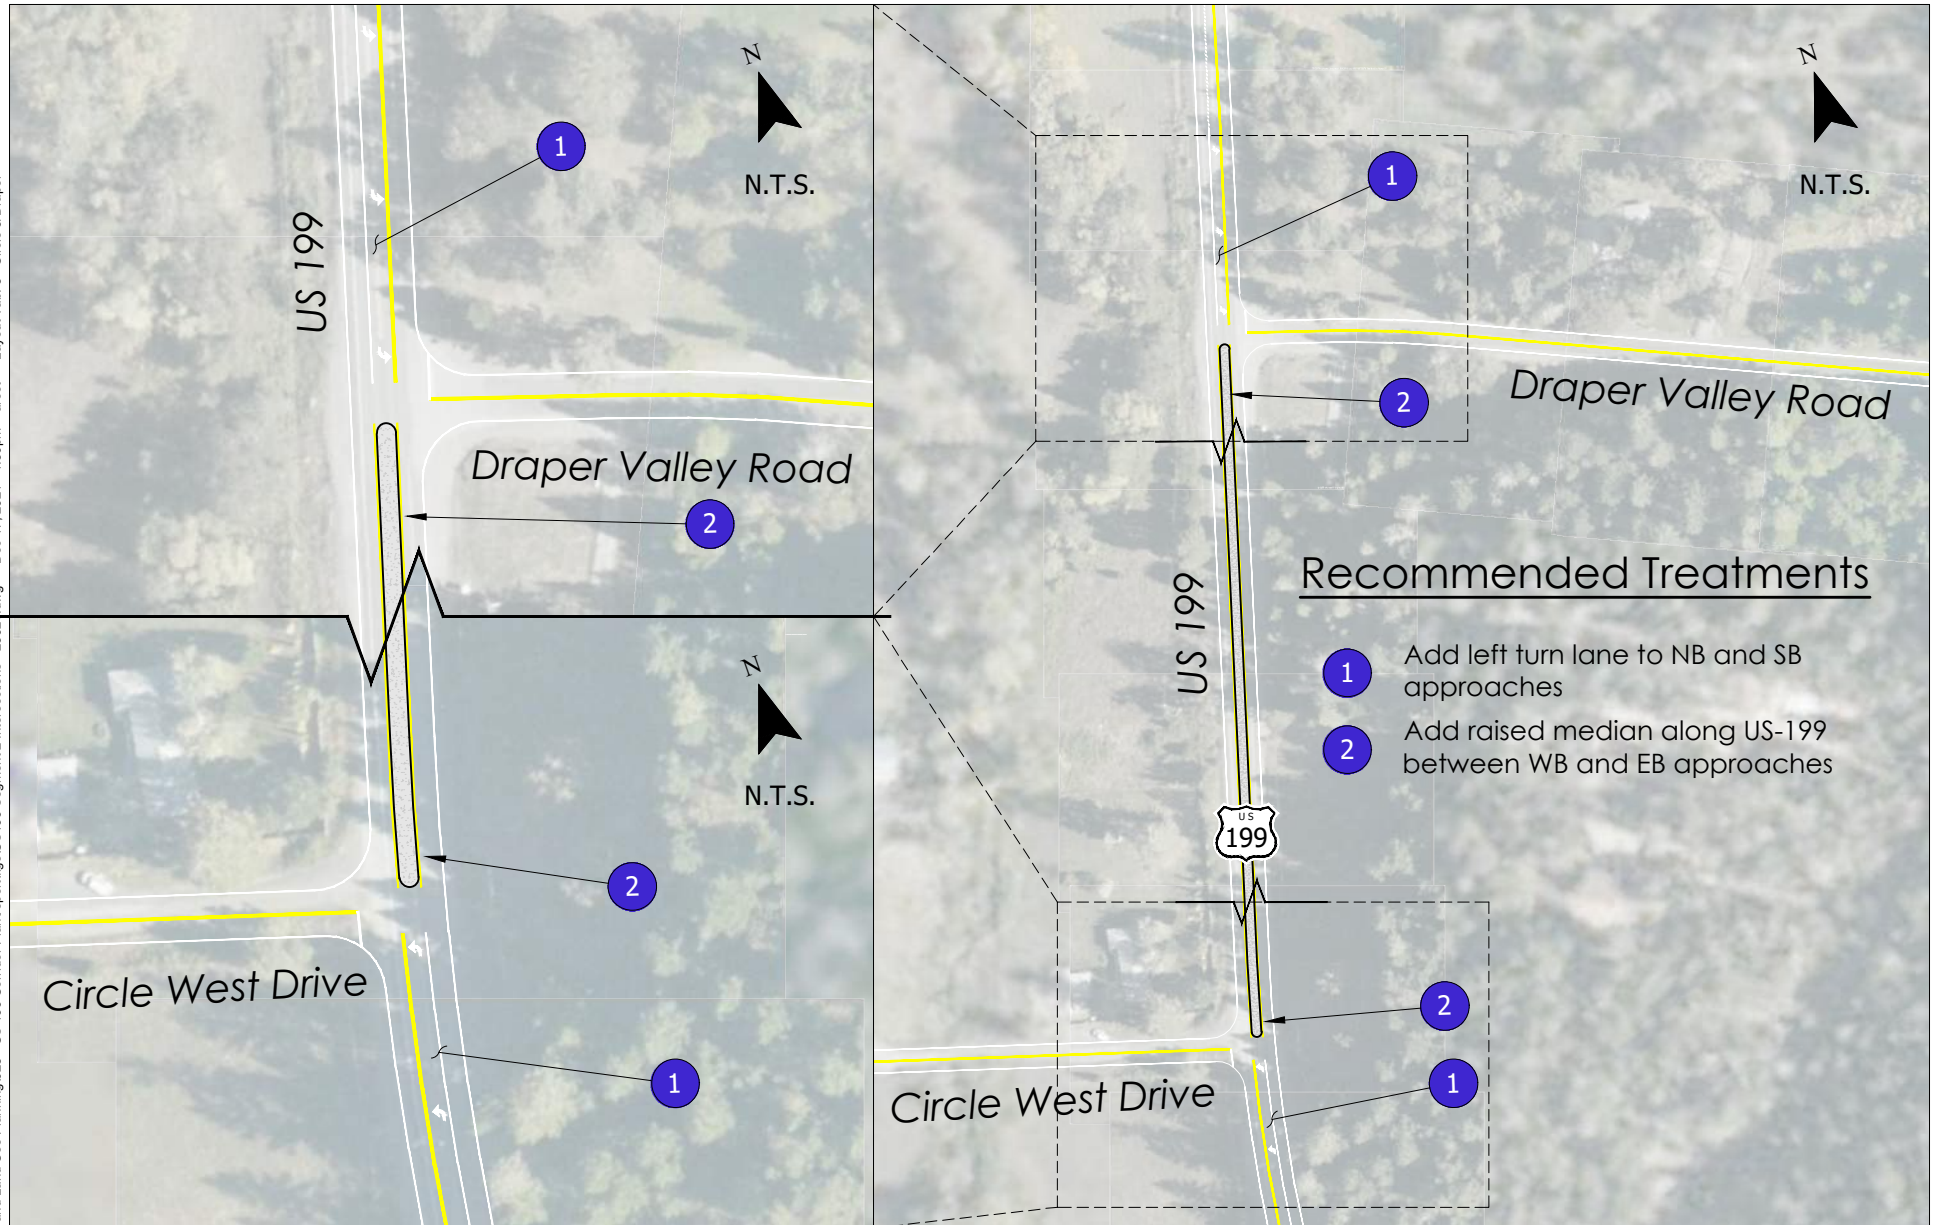 N
N.T.S.
1
US 199
Draper Valley Road
2
N
N.T.S.
2
Circle West Drive
1
N
N.T.S.
1
Draper Valley Road
2
US 199
Recommended Treatments
1 Add left turn lane to NB and SB
approaches
2 Add raised median along US-199
between WB and EB approaches
US
199
2
Circle West Drive
1